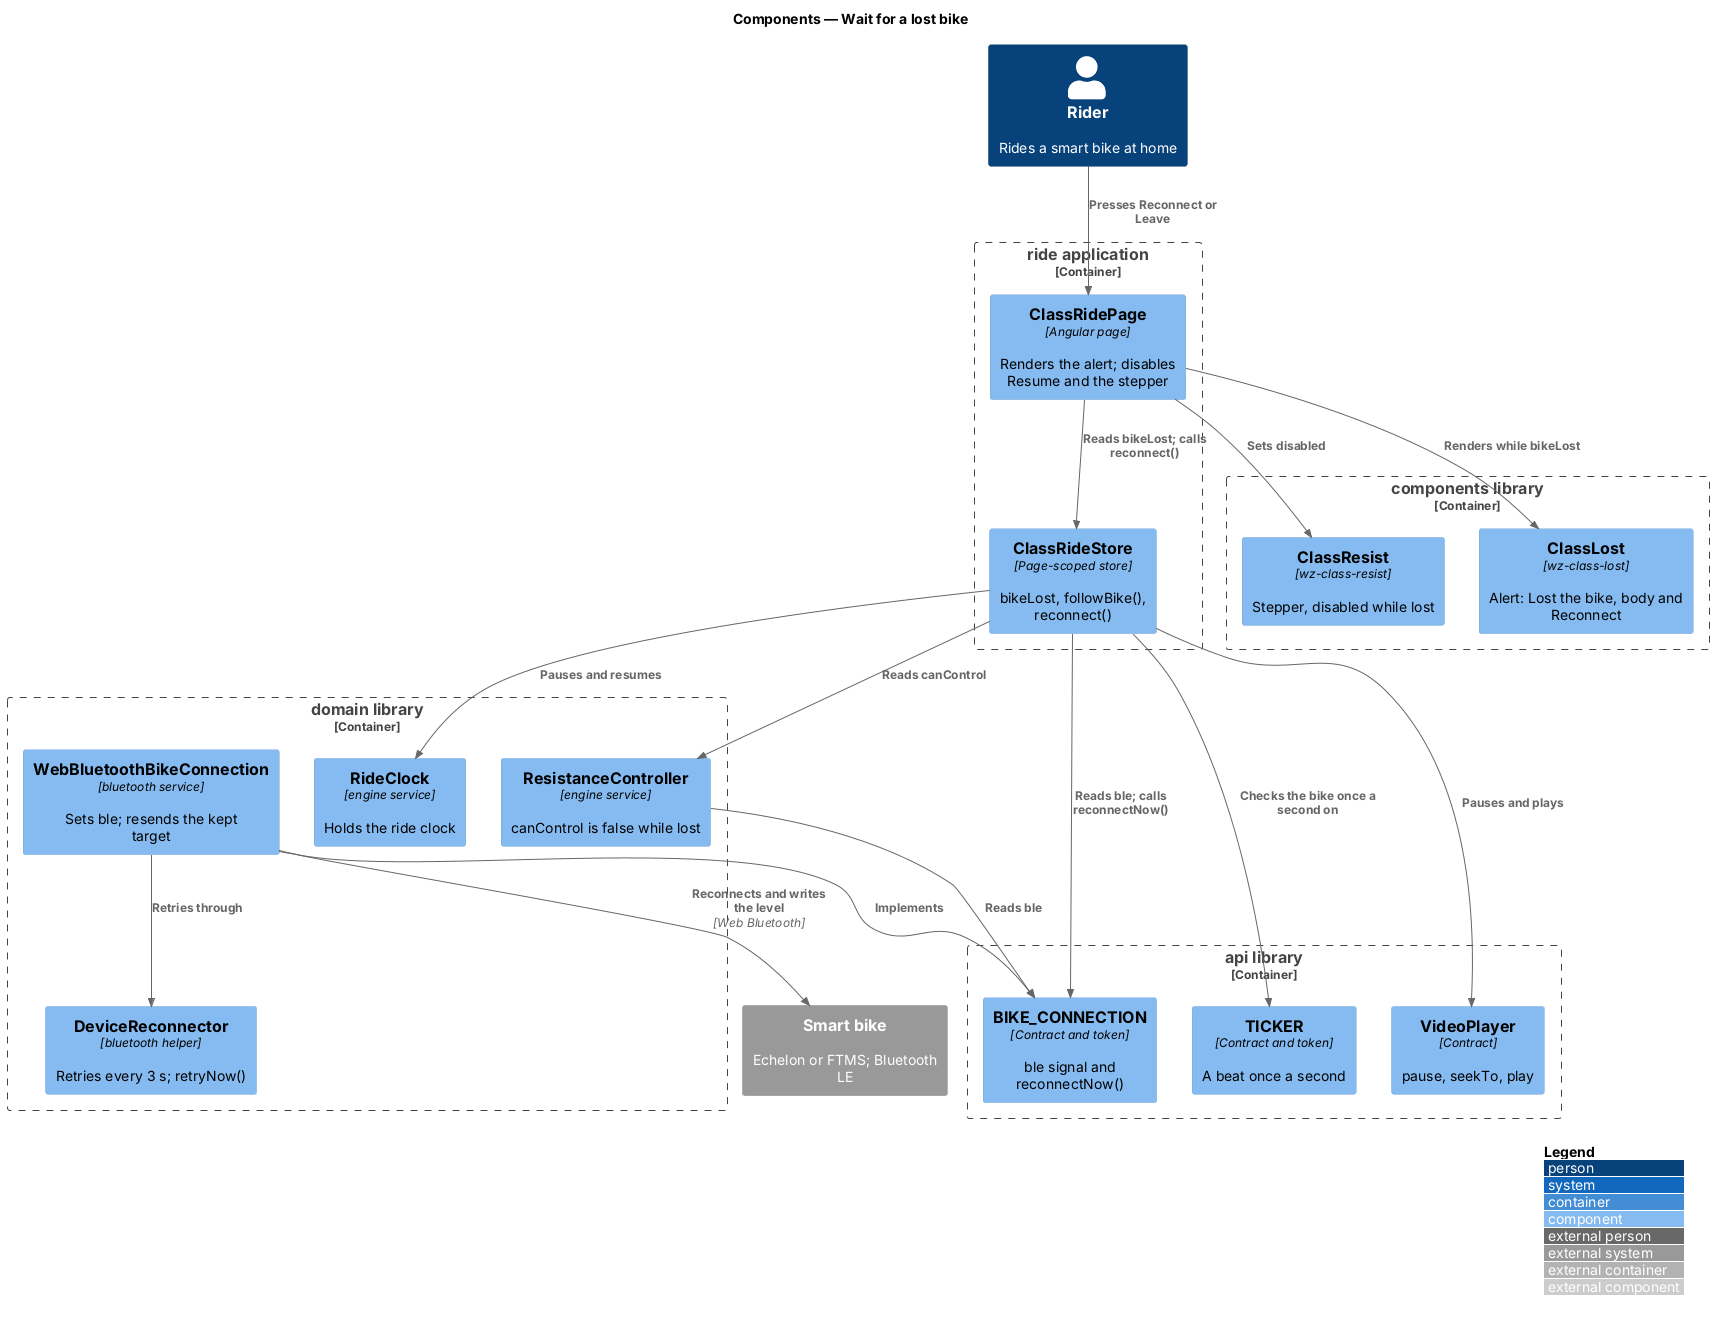 Components — Wait for a lost bike
Rider
Rides a smart bike at home
Presses Reconnect or
Leave
ride application
[Container]
ClassRidePage
[Angular page]
Renders the alert; disables
Resume and the stepper
Reads bikeLost; calls
reconnect()
Sets disabled
Renders while bikeLost
components library
[Container]
ClassRideStore
[Page-scoped store]
bikeLost, followBike(),
reconnect()
ClassResist
[wz-class-resist]
Stepper, disabled while lost
ClassLost
[wz-class-lost]
Alert: Lost the bike, body and
Reconnect
Pauses and resumes
Reads canControl
domain library
[Container]
WebBluetoothBikeConnection
[bluetooth service]
Sets ble; resends the kept
target
RideClock
[engine service]
Holds the ride clock
ResistanceController
[engine service]
canControl is false while lost
Reads ble; calls
reconnectNow()
Checks the bike once a
second on
Pauses and plays
Retries through
Reconnects and writes
the level
[Web Bluetooth]
Implements
Reads ble
api library
[Container]
DeviceReconnector
[bluetooth helper]
Retries every 3 s; retryNow()
Smart bike
Echelon or FTMS; Bluetooth
LE
BIKE_CONNECTION
[Contract and token]
ble signal and
reconnectNow()
TICKER
[Contract and token]
A beat once a second
VideoPlayer
[Contract]
pause, seekTo, play
Legend
person
system
container
component
external person
external system
external container
external component